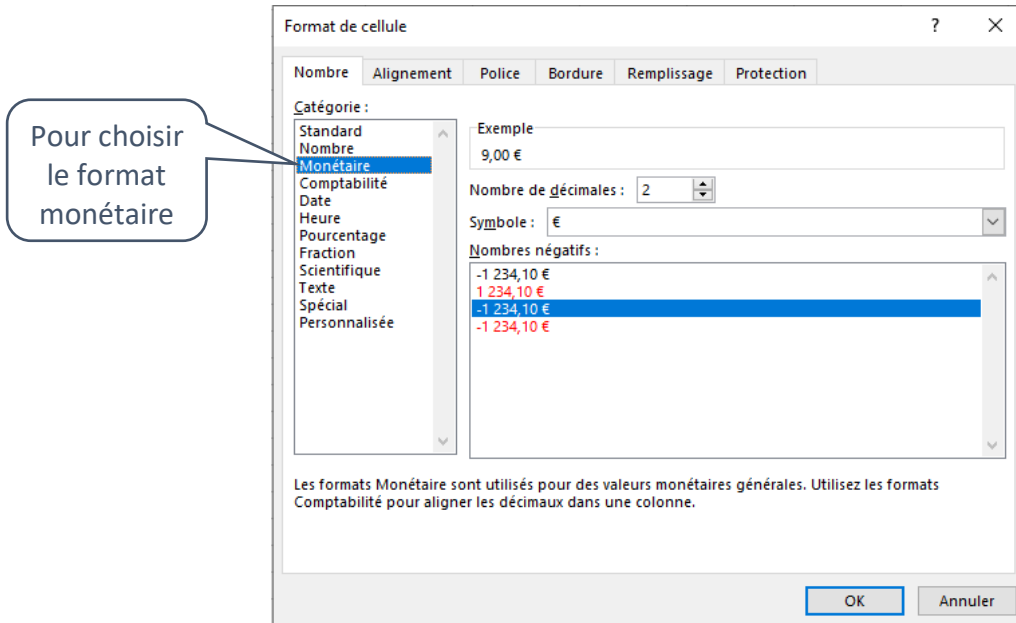 Format de cellule
?
Nombre Alignement Police Bordure Remplissage Protection
Pour choisir
le format
monétaire
Catégorie :
Standard
Nombre
Monétaire
Comptabilité
Date
Heure
Pourcentage
Fraction
Scientifique
Texte
Spécial
Personnalisée
Exemple
9,00 €
Nombre de décimales : 2
Symbole : €
Nombres négatifs :
-1 234,10 €
1 234,10 €
-1 234,10 €
-1 234,10 €
Les formats Monétaire sont utilisés pour des valeurs monétaires générales. Utilisez les formats
Comptabilité pour aligner les décimaux dans une colonne.
OK Annuler